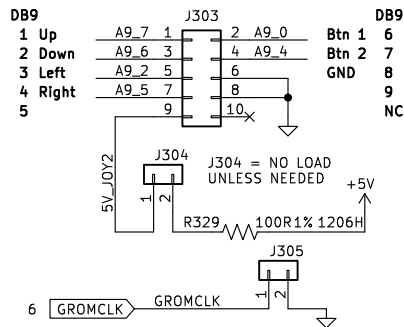 DB9 J303 DB9
1 Up A9_7 1 2 A9_0 Btn 1 6
2 Down A9_6 3 4 A9_4 Btn 2 7
3 Left A9_2 5 6 GND 8
4 Right A9_5 7 8 9
5 9 10 NC
5V_JOY2
J304
1 2
J304 = NO LOAD
UNLESS NEEDED
+5V
R329 100R1% 1206H
J305
1 2
6 GROMCLK GROMCLK